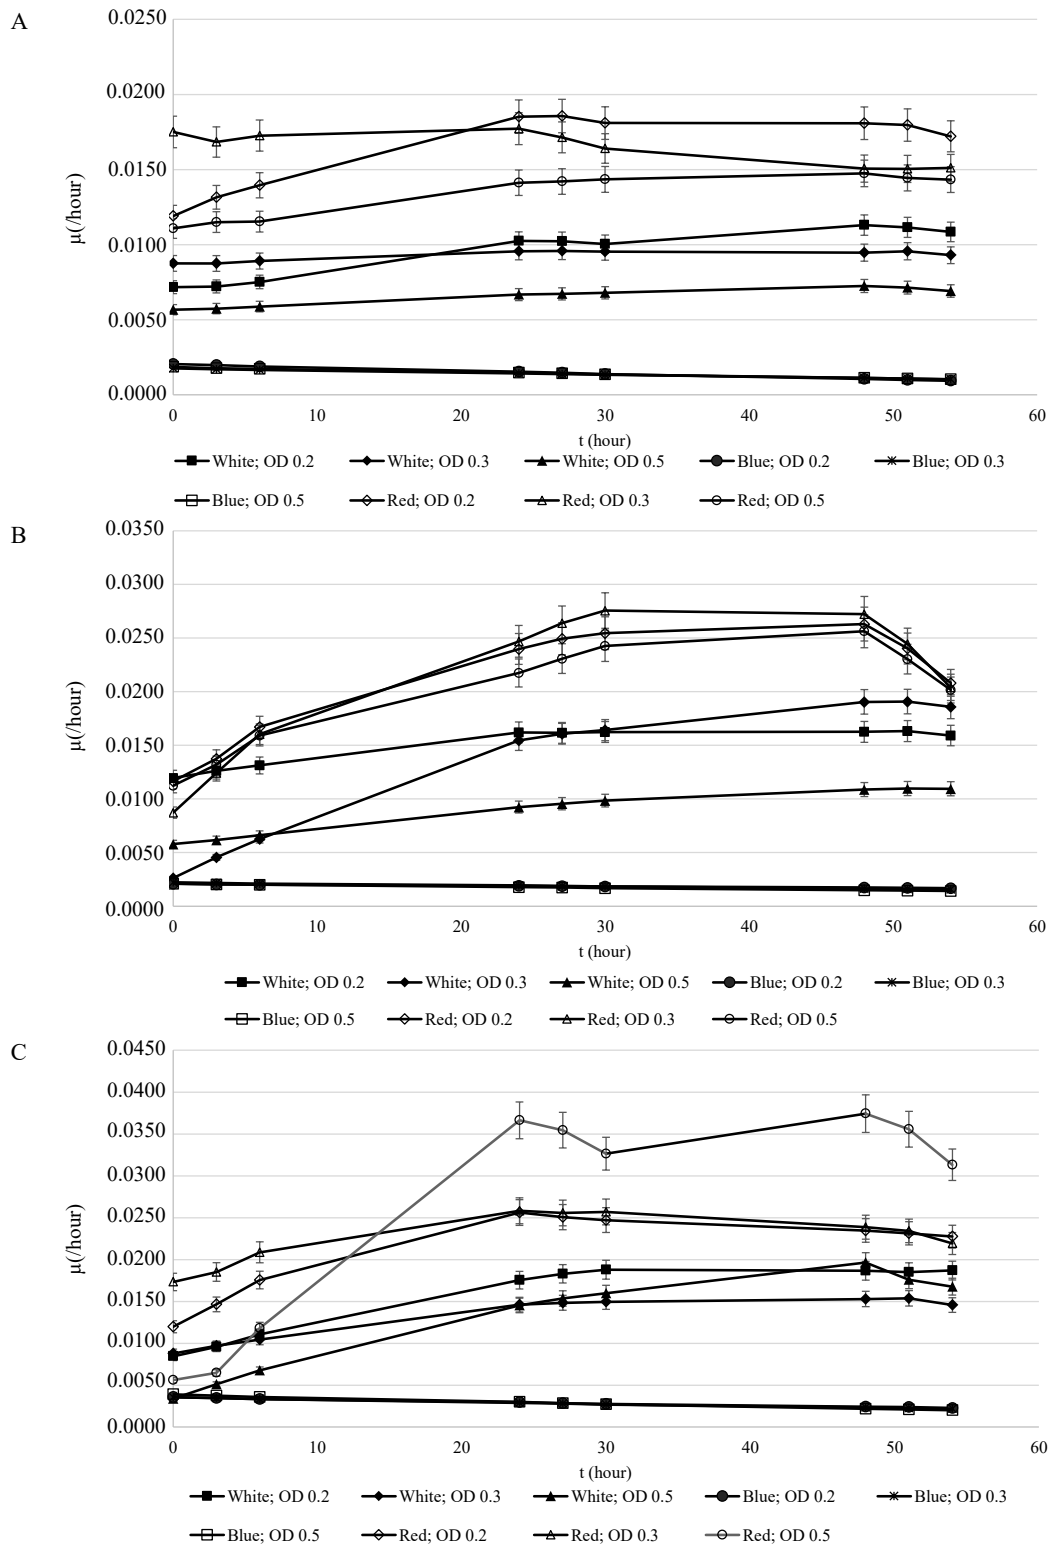 A
0.0250
0.0200
0.0150
0.0100
0.0050
0.0000
μ(/hour)
0 10 20 30 40 50 60
t (hour)
White; OD 0.2 White; OD 0.3 White; OD 0.5 Blue; OD 0.2 Blue; OD 0.3
Blue; OD 0.5 Red; OD 0.2 Red; OD 0.3 Red; OD 0.5
B
0.0350
0.0300
0.0250
0.0200
0.0150
0.0100
0.0050
0.0000
μ(/hour)
0 10 20 30 40 50 60
t (hour)
White; OD 0.2 White; OD 0.3 White; OD 0.5 Blue; OD 0.2 Blue; OD 0.3
Blue; OD 0.5 Red; OD 0.2 Red; OD 0.3 Red; OD 0.5
C
0.0450
0.0400
0.0350
0.0300
0.0250
0.0200
0.0150
0.0100
0.0050
0.0000
μ(/hour)
0 10 20 30 40 50 60
t (hour)
White; OD 0.2 White; OD 0.3 White; OD 0.5 Blue; OD 0.2 Blue; OD 0.3
Blue; OD 0.5 Red; OD 0.2 Red; OD 0.3 Red; OD 0.5